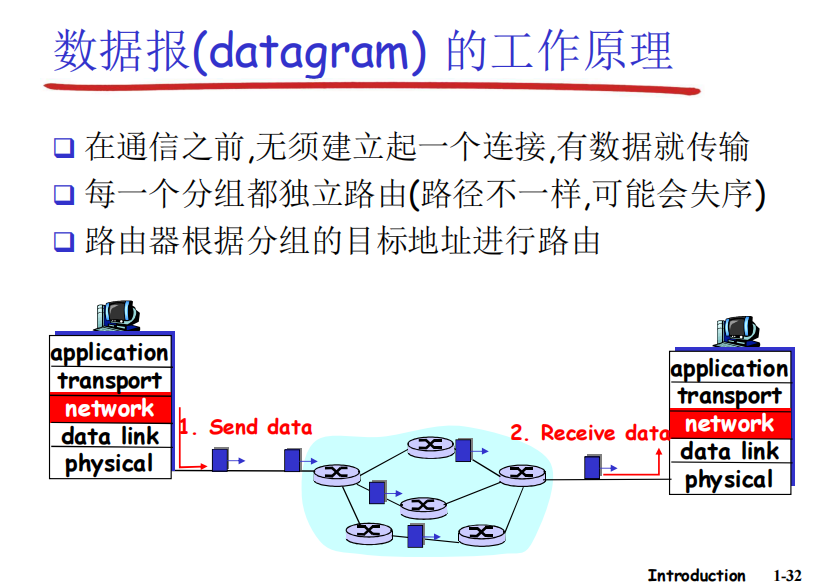 数据报(datagram) 的工作原理
在通信之前,无须建立起一个连接,有数据就传输
每一个分组都独立路由(路径不一样,可能会失序)
路由器根据分组的目标地址进行路由
application
transport
network
data link
physical
1. Send data
2. Receive data
application
transport
network
data link
physical
Introduction 1-32